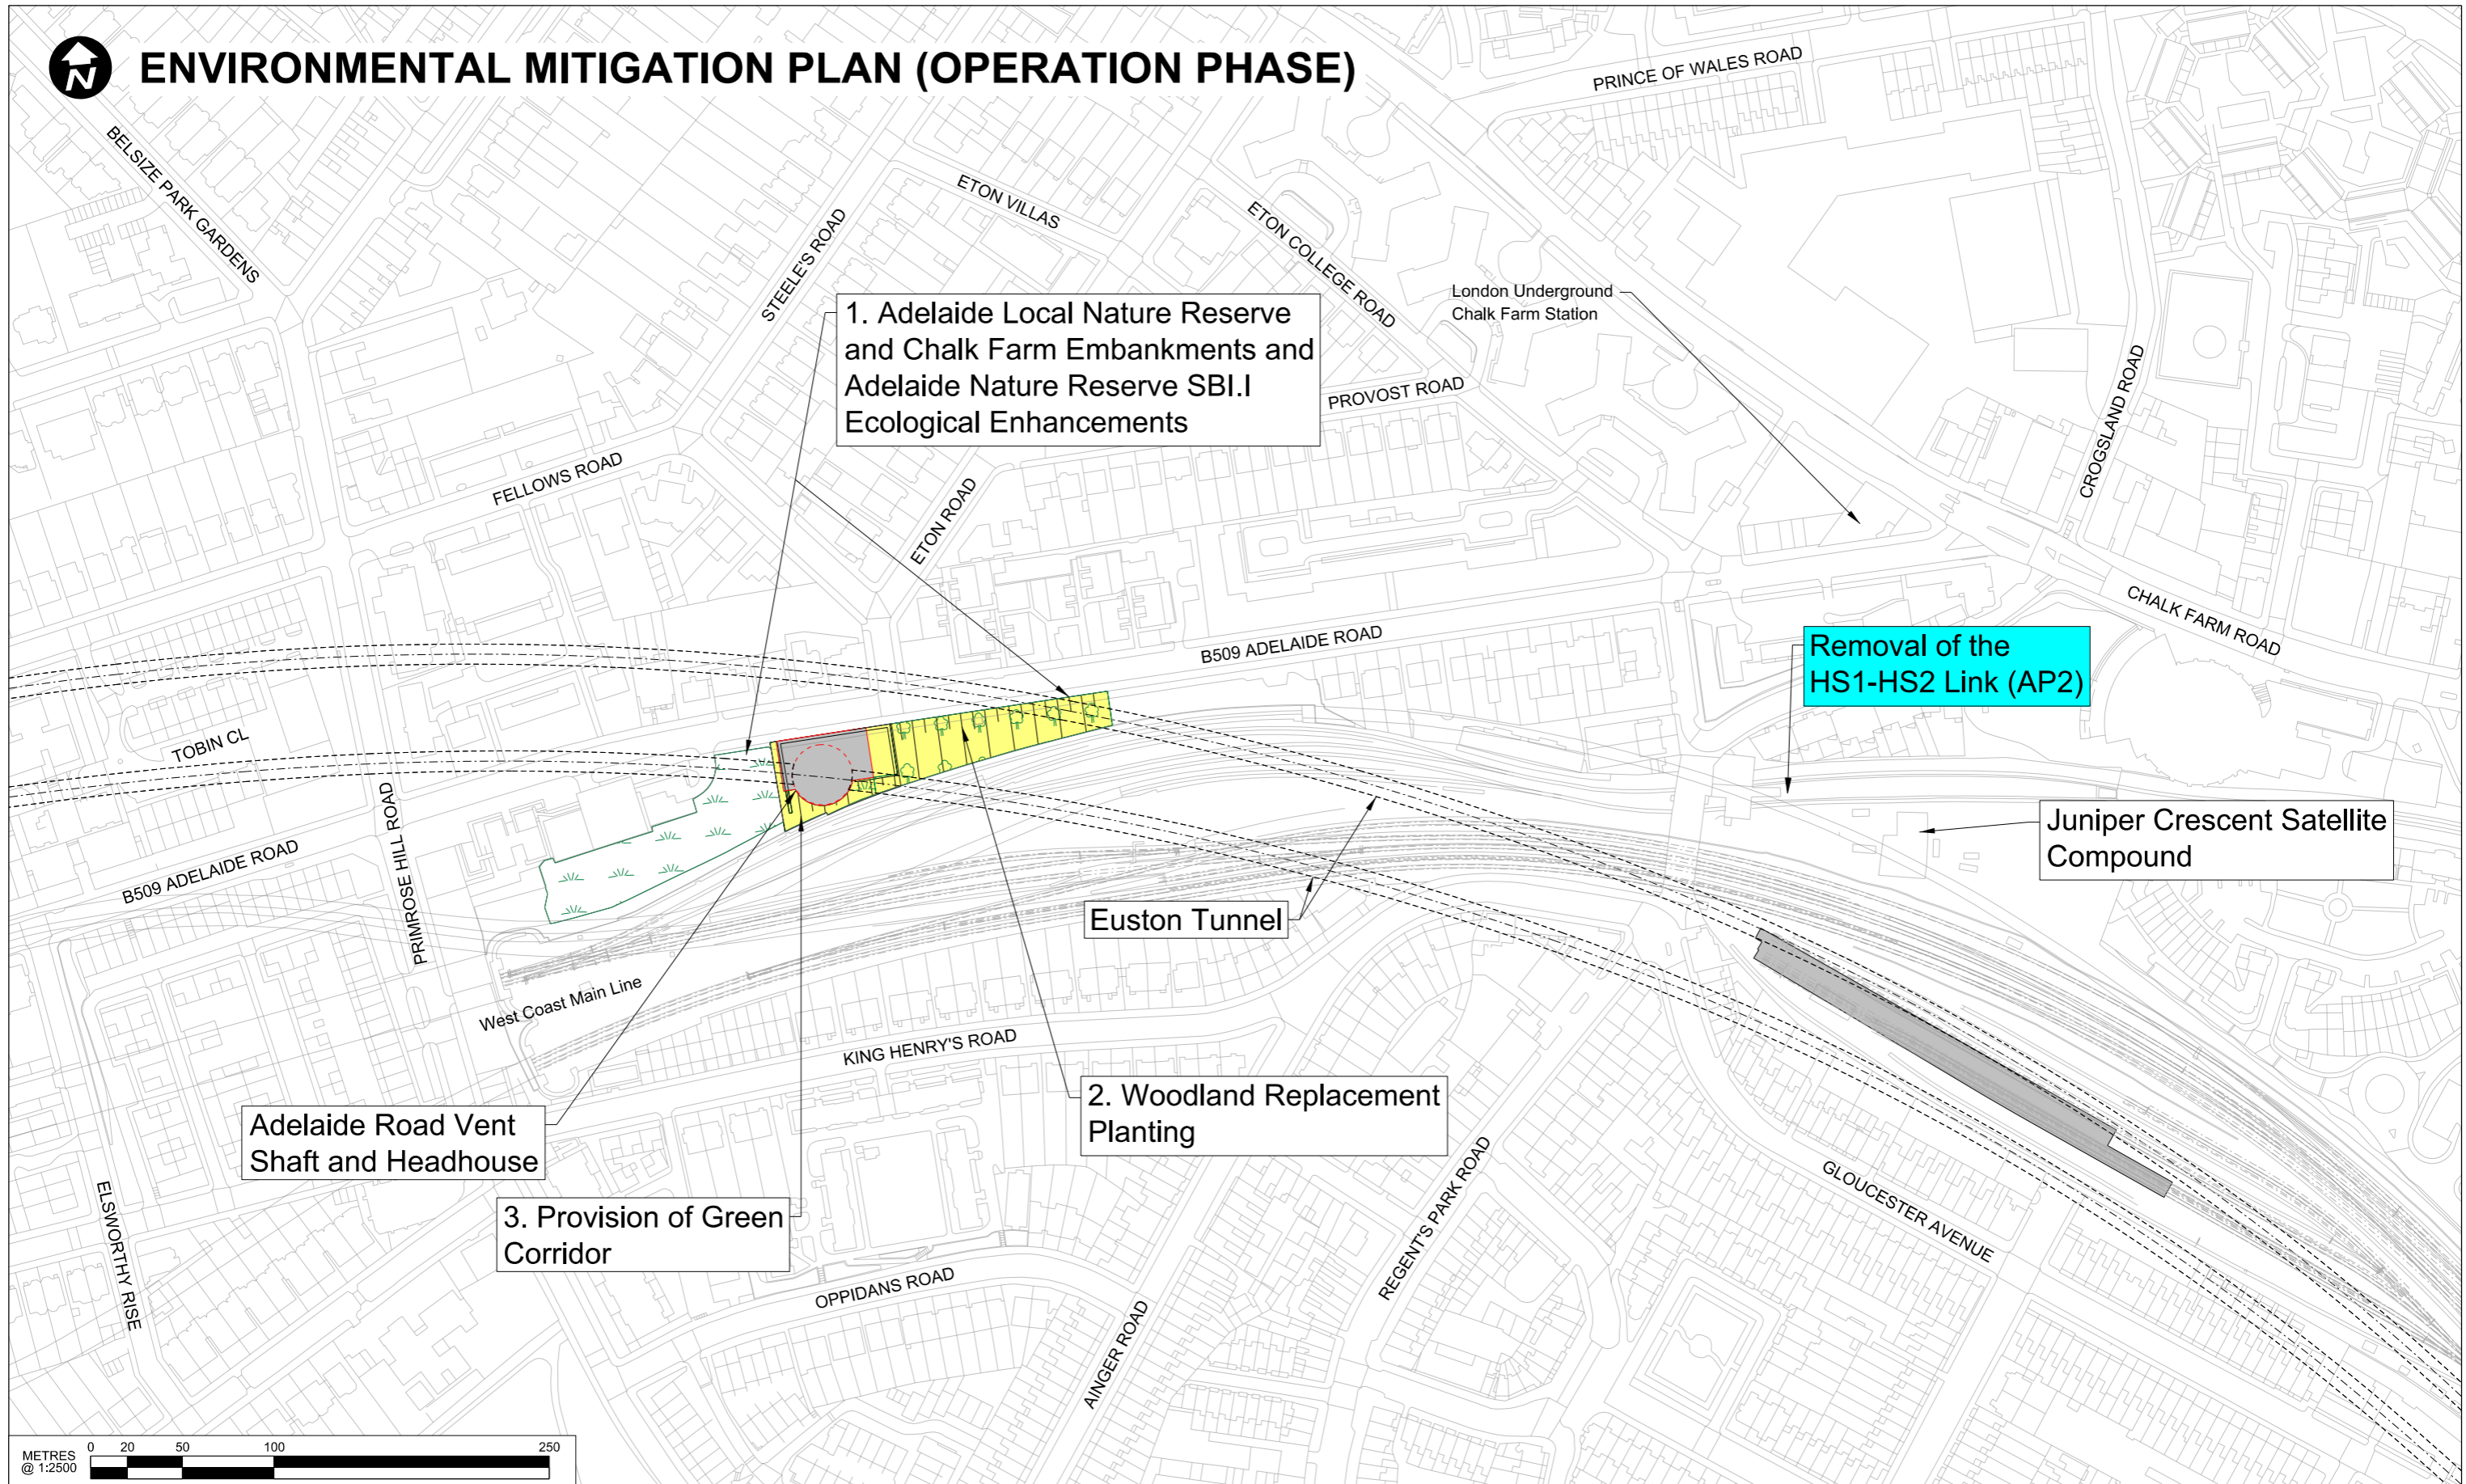 N
ENVIRONMENTAL MITIGATION PLAN (OPERATION PHASE)
PRINCE OF WALES ROAD
BELSIZE PARK GARDENS
ETON VILLAS
STEELE'S ROAD
ETON COLLEGE ROAD
London Underground
Chalk Farm Station
1. Adelaide Local Nature Reserve
and Chalk Farm Embankments and
Adelaide Nature Reserve SBI.I
Ecological Enhancements
PROVOST ROAD
CROGSLAND ROAD
FELLOWS ROAD
ETON ROAD
CHALK FARM ROAD
B509 ADELAIDE ROAD
Removal of the
HS1-HS2 Link (AP2)
TOBIN CL
PRIMROSE HILL ROAD
B509 ADELAIDE ROAD
Juniper Crescent Satellite
Compound
Euston Tunnel
West Coast Main Line
KING HENRY'S ROAD
2. Woodland Replacement
Planting
Adelaide Road Vent
Shaft and Headhouse
3. Provision of Green
Corridor
ELSWORTHY RISE
REGENT'S PARK ROAD
GLOUCESTER AVENUE
OPPIDANS ROAD
AINGER ROAD
METRES
@ 1:2500
0 20 50 100 250